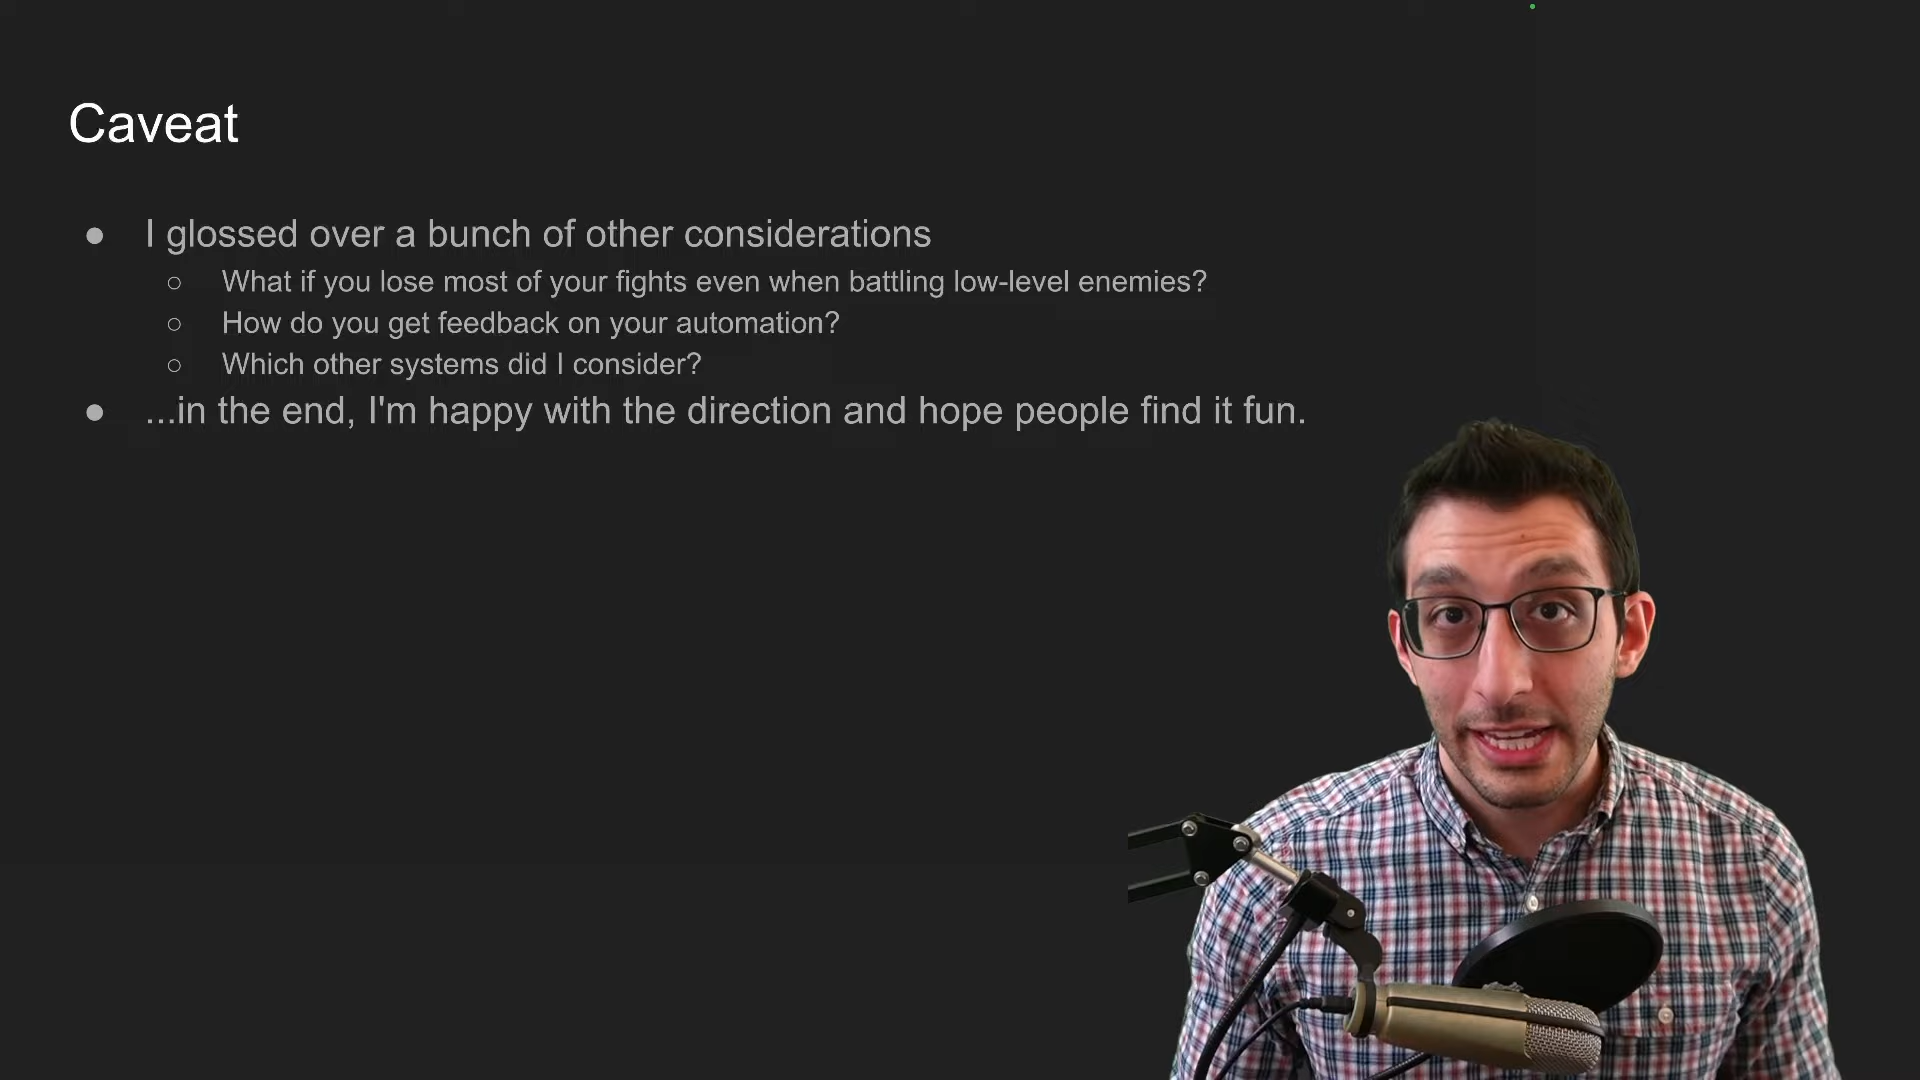 Caveat
● I glossed over a bunch of other considerations
○ What if you lose most of your fights even when battling low-level enemies?
○ How do you get feedback on your automation?
○ Which other systems did I consider?
● ...in the end, I'm happy with the direction and hope people find it fun.